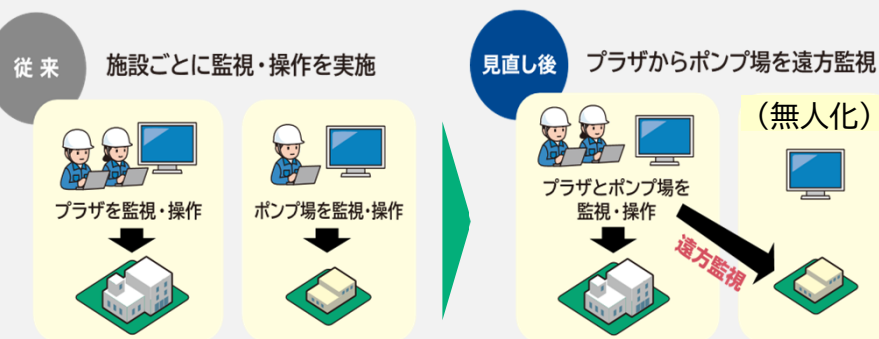 従来
施設ごとに監視・操作を実施
プラザを監視・操作
ポンプ場を監視・操作
見直し後
プラザからポンプ場を遠方監視
（無人化）
プラザとポンプ場を
監視・操作
遠方監視